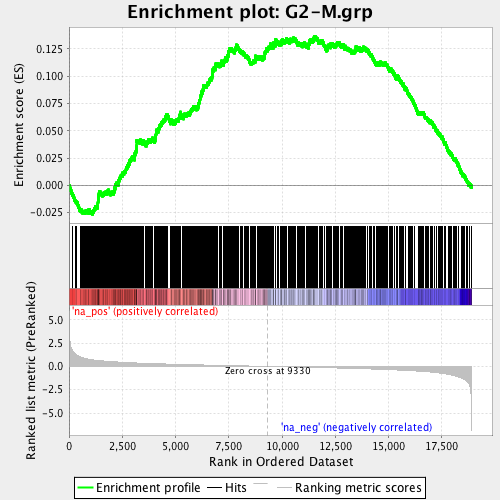 Enrichment plot: G2-M.grp
Enrichment score (ES)
0.125
0.100
0.075
0.050
0.025
0.000
-0.025
Ranked list metric (PreRanked)
'na_pos' (positively correlated)
5.0
2.5
0.0
-2.5
-5.0
Zero cross at 9330
'na_neg' (negatively correlated)
0 2,500 5,000 7,500 10,000 12,500 15,000 17,500
Rank in Ordered Dataset
Enrichment profile Hits Ranking metric scores